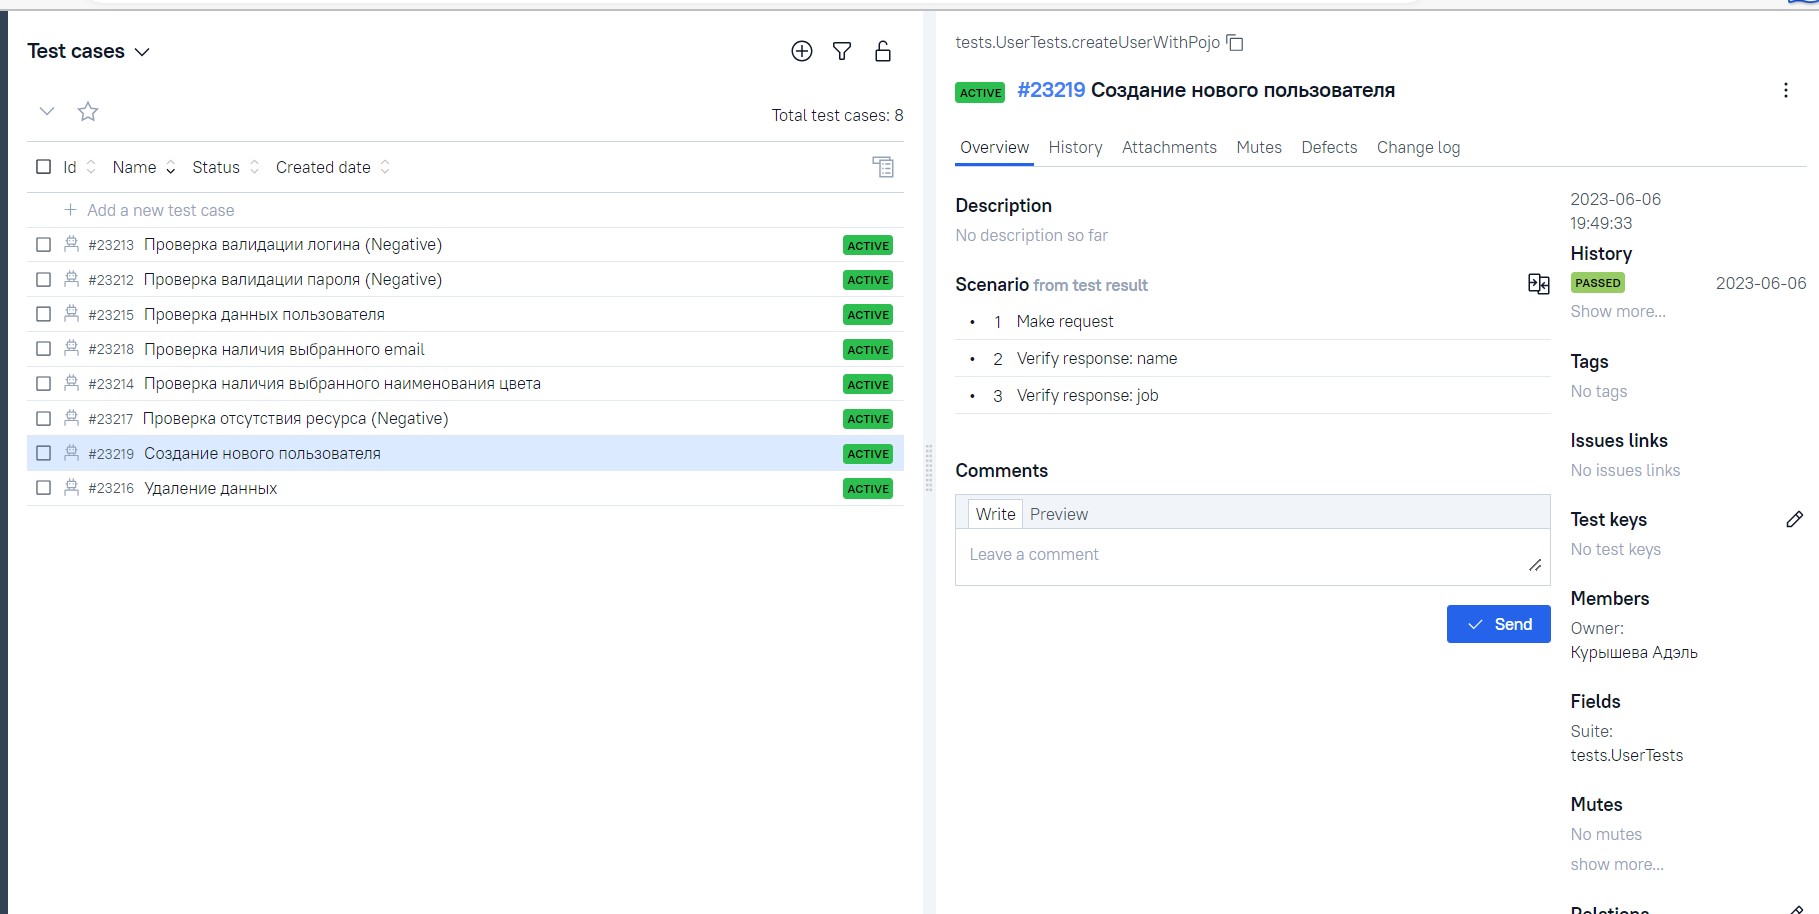 Test cases
Total test cases: 8
Id Name Status Created date
Add a new test case
#23213 Проверка валидации логина (Negative) ACTIVE
#23212 Проверка валидации пароля (Negative) ACTIVE
#23215 Проверка данных пользователя ACTIVE
#23218 Проверка наличия выбранного email ACTIVE
#23214 Проверка наличия выбранного наименования цвета ACTIVE
#23217 Проверка отсутствия ресурса (Negative) ACTIVE
#23219 Создание нового пользователя ACTIVE
#23216 Удаление данных ACTIVE
tests.UserTests.createUserWithPojo
ACTIVE #23219 Создание нового пользователя
Overview History Attachments Mutes Defects Change log
Description
No description so far
Scenario from test result
• 1 Make request
• 2 Verify response: name
• 3 Verify response: job
Comments
Write Preview
Leave a comment
Send
2023-06-06
19:49:33
History
PASSED 2023-06-06
Show more...
Tags
No tags
Issues links
No issues links
Test keys
No test keys
Members
Owner:
Курышева Адэль
Fields
Suite:
tests.UserTests
Mutes
No mutes
show more...
Relations